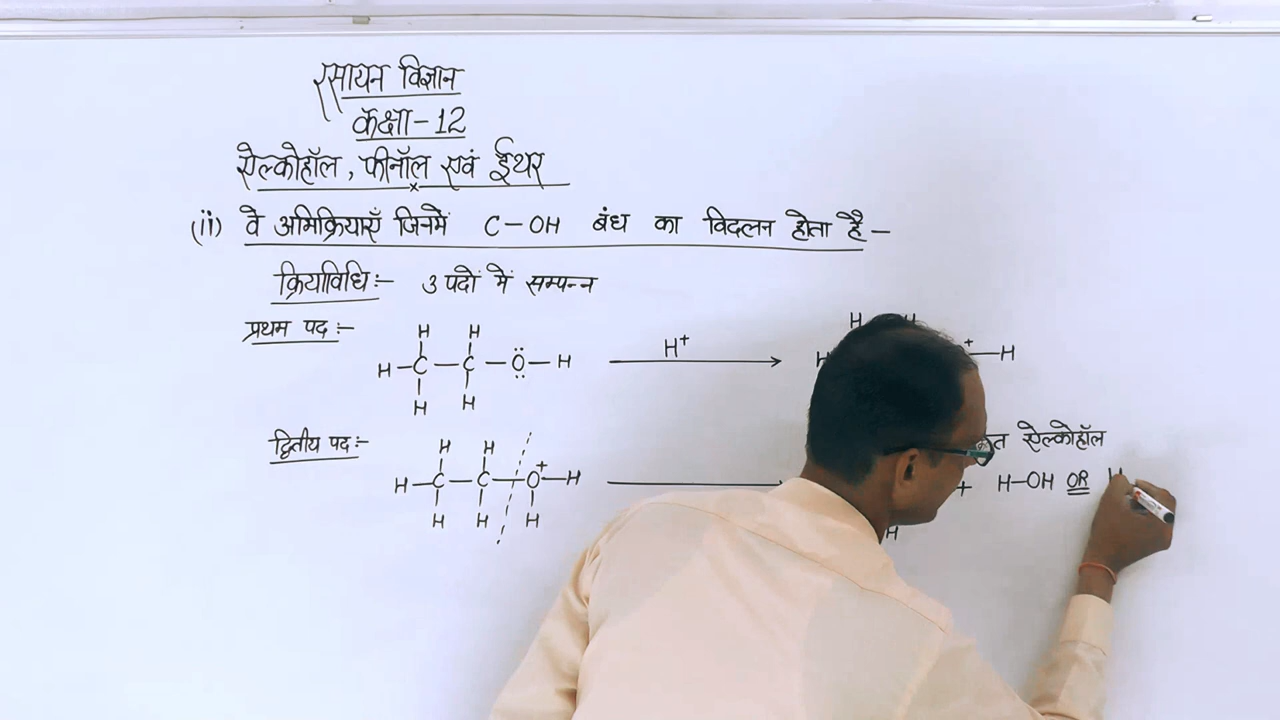 रसायन विज्ञान
कक्षा-12
ऐल्कोहॉल, फीनॉल एवं ईथर
(ii) वे अभिक्रियाएँ जिनमें C-OH बंध का विदलन होता है-
क्रियाविधि:- 3 पदों में सम्पन्न
प्रथम पद:-
H H H H
H-C-C-Ö-H H⁺ H ⁺-H
H H
ऐल्कोहॉल
द्वितीय पद:-
H H
H-C-C-O⁺-H + H-OH OR H
H H H H